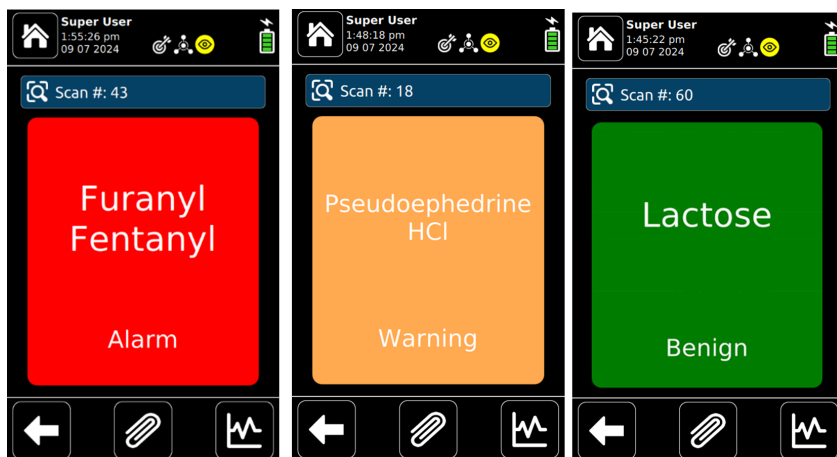 Super User
1:55:26 pm
09 07 2024
Scan #: 43
Furanyl
Fentanyl
Alarm
Super User
1:48:18 pm
09 07 2024
Scan #: 18
Pseudoephedrine
HCl
Warning
Super User
1:45:22 pm
09 07 2024
Scan #: 60
Lactose
Benign